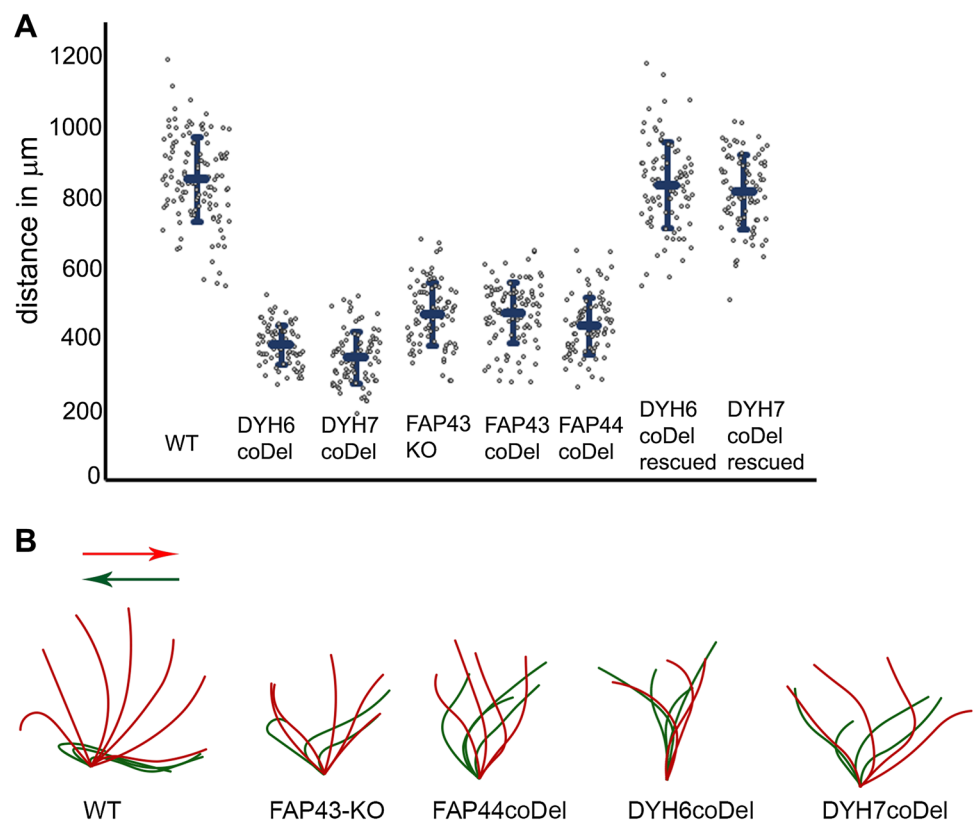 A
distance in μm
1200
1000
800
600
400
200
0
WT
DYH6
coDel
DYH7
coDel
FAP43
KO
FAP43
coDel
FAP44
coDel
DYH6
coDel
rescued
DYH7
coDel
rescued
B
WT
FAP43-KO
FAP44coDel
DYH6coDel
DYH7coDel